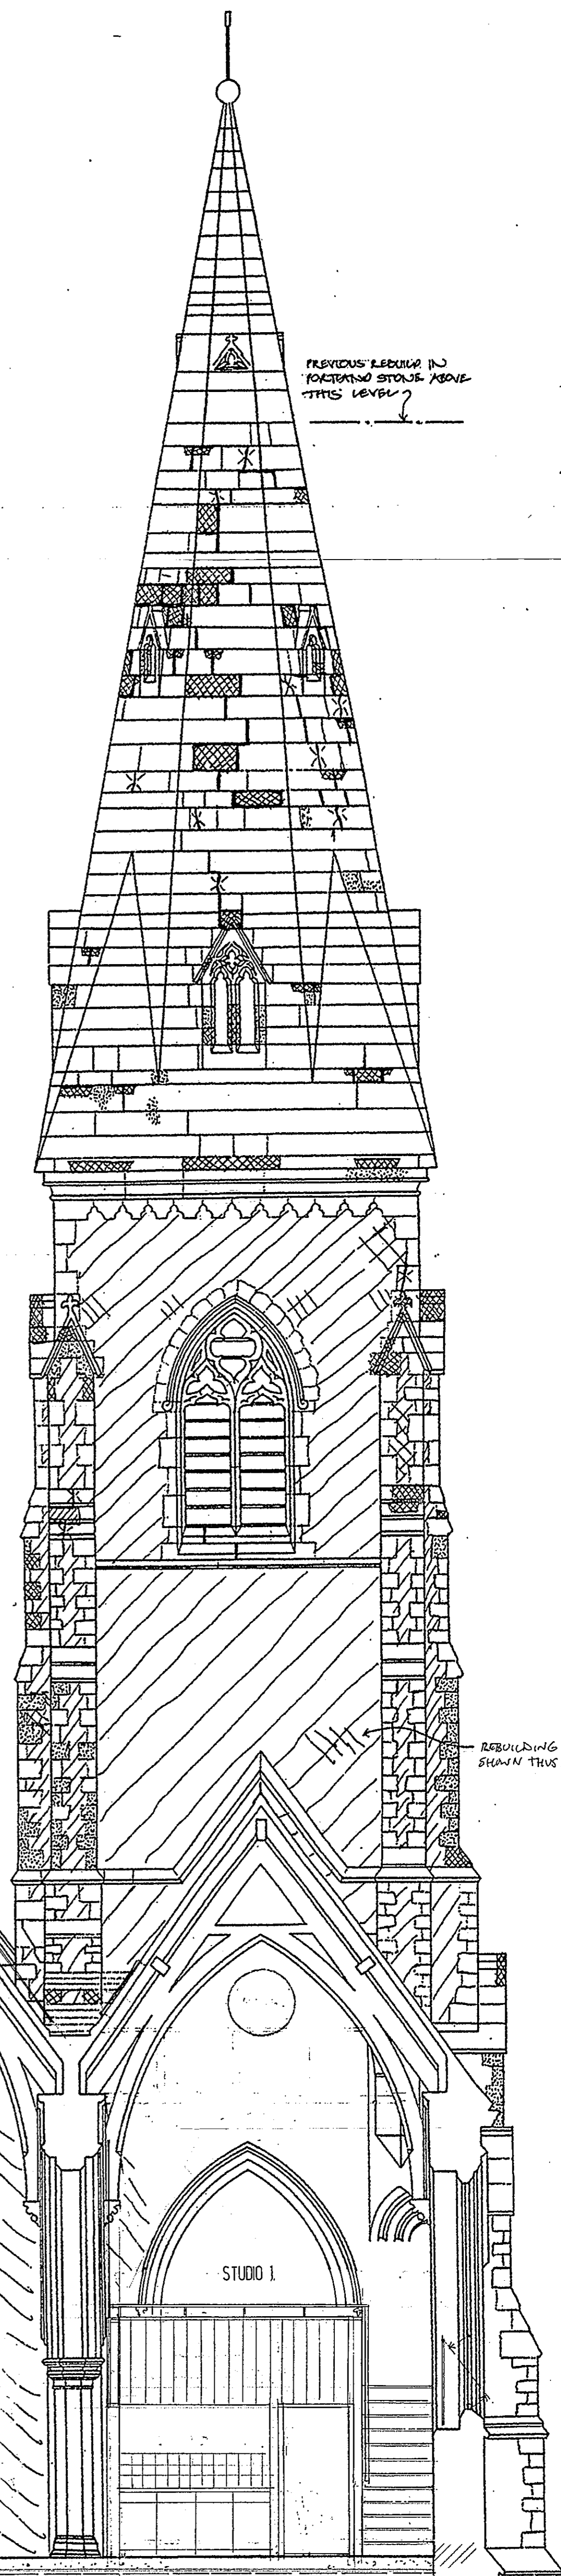 PREVIOUS REBUILD IN
PORTLAND STONE ABOVE
THIS LEVEL
REBUILDING
SHOWN THUS
STUDIO 1.